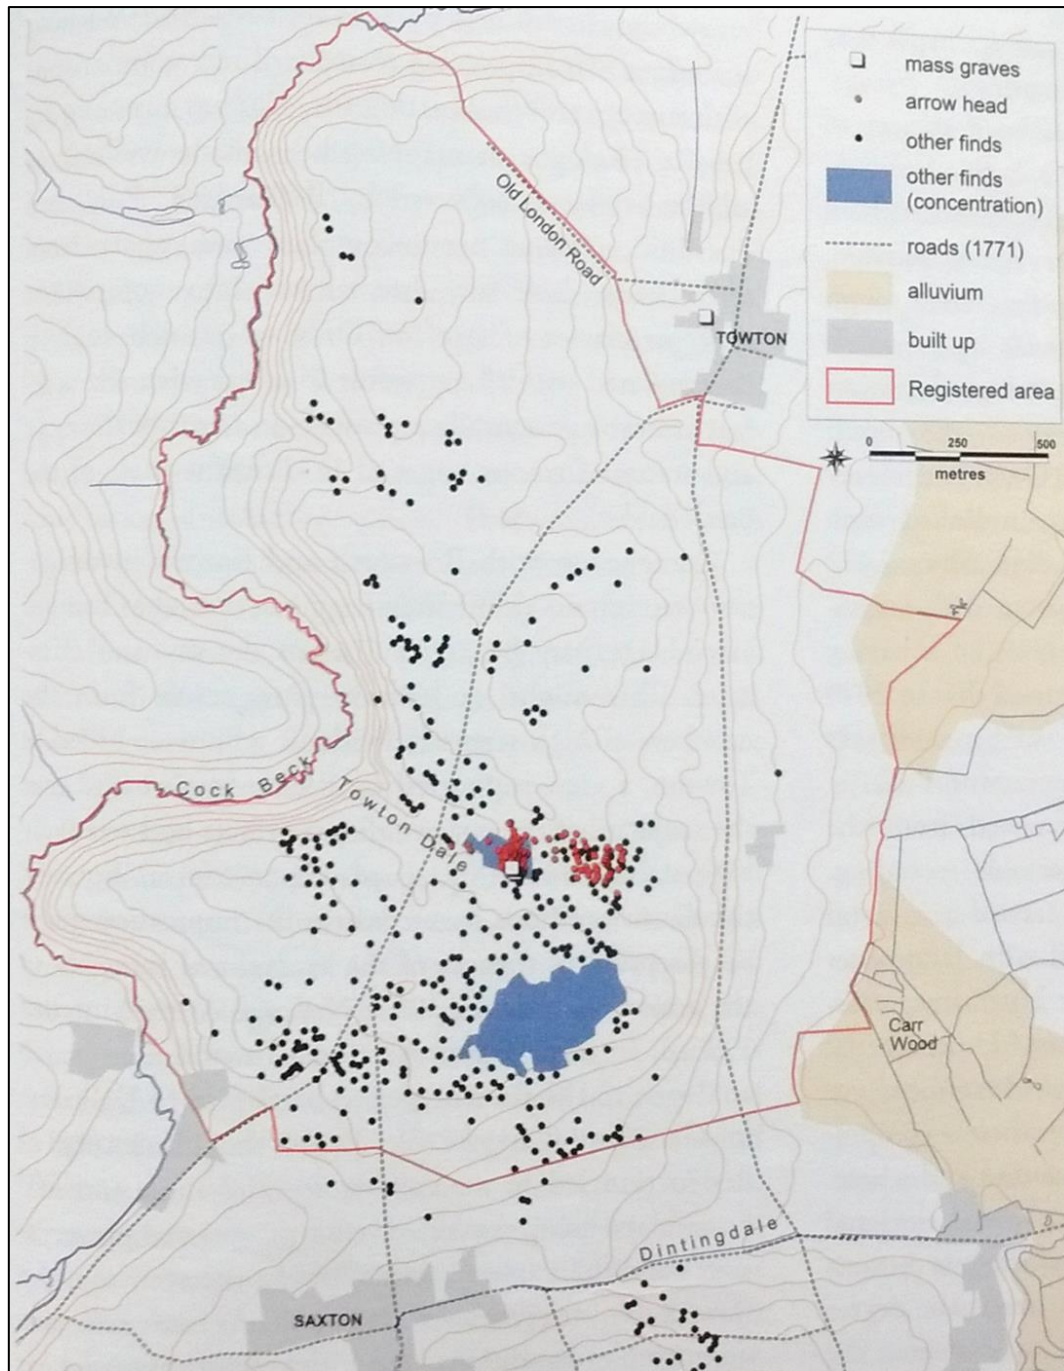 mass graves
arrow head
other finds
other finds
(concentration)
roads (1771)
alluvium
built up
Registered area
0 250 500
metres
Old London Road
TOWTON
Cock Beck
Towton Dale
Carr
Wood
Dintingdale
SAXTON